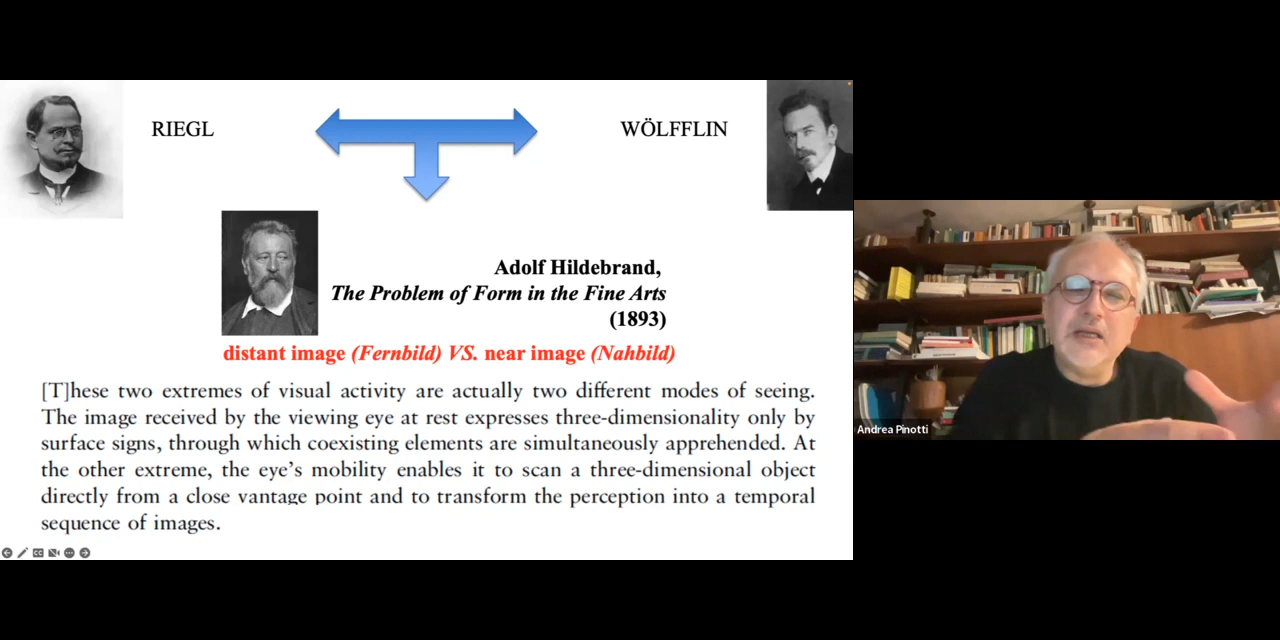 RIEGL
WÖLFFLIN
Adolf Hildebrand,
The Problem of Form in the Fine Arts
(1893)
distant image (Fernbild) VS. near image (Nahbild)
[T]hese two extremes of visual activity are actually two different modes of seeing.
The image received by the viewing eye at rest expresses three-dimensionality only by
surface signs, through which coexisting elements are simultaneously apprehended. At
the other extreme, the eye's mobility enables it to scan a three-dimensional object
directly from a close vantage point and to transform the perception into a temporal
sequence of images.
Andrea Pinotti